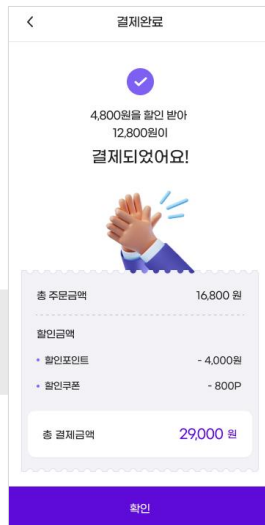 결제완료
4,800원을 할인 받아
12,800원이
결제되었어요!
총 주문금액 16,800 원
할인금액
• 할인포인트 - 4,000원
• 할인쿠폰 - 800P
총 결제금액 29,000 원
확인